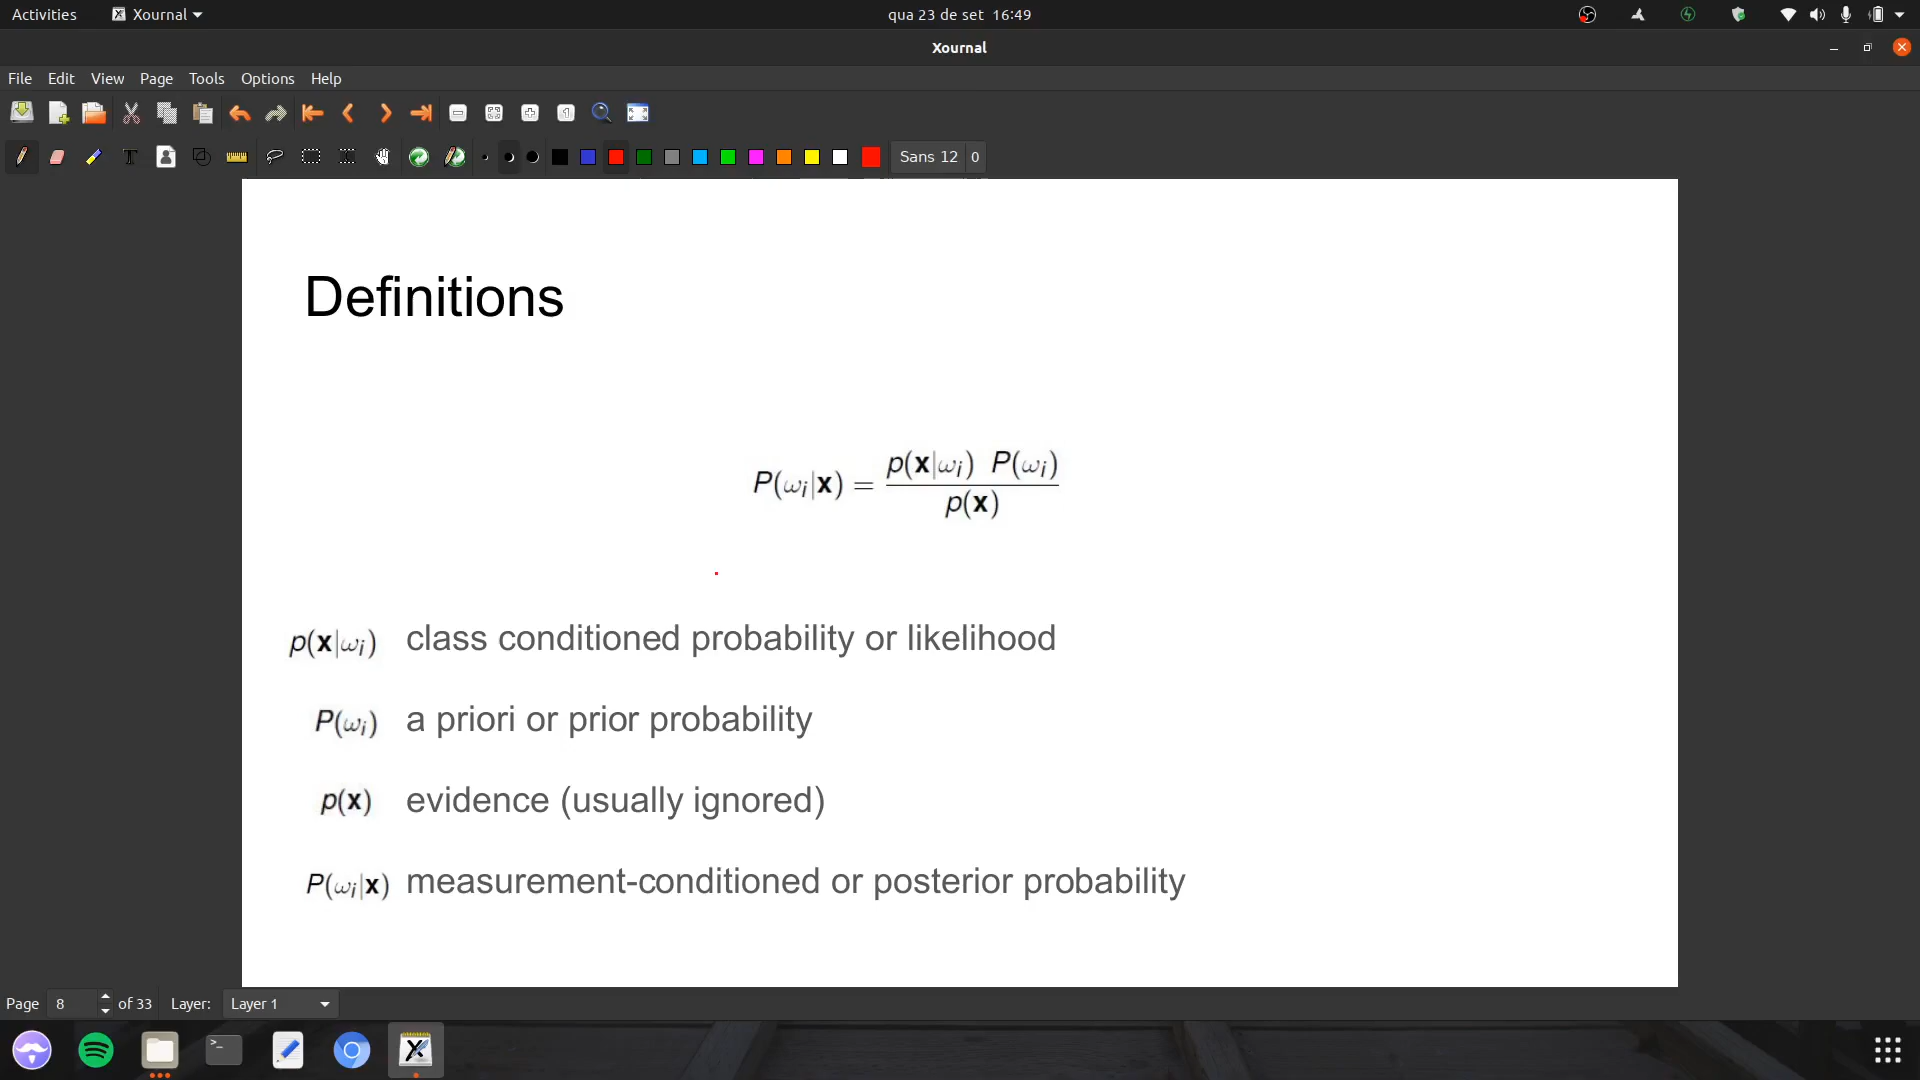 Activities Xournal qua 23 de set 16:49
Xournal
File Edit View Page Tools Options Help
Sans 12 0
Definitions
P(ωi|x) = p(x|ωi) P(ωi)
p(x)
p(x|ωi) class conditioned probability or likelihood
P(ωi) a priori or prior probability
p(x) evidence (usually ignored)
P(ωi|x) measurement-conditioned or posterior probability
Page 8 of 33 Layer: Layer 1